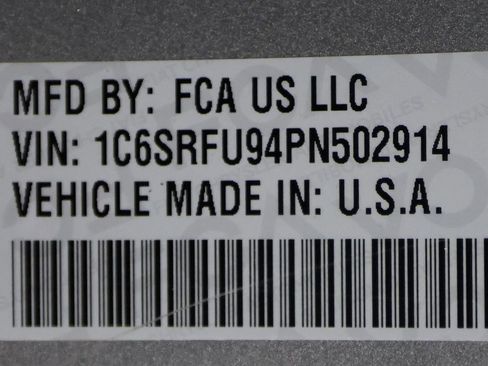 MFD BY: FCA US LLC
VIN: 1C6SRFU94PN502914
VEHICLE MADE IN: U.S.A.